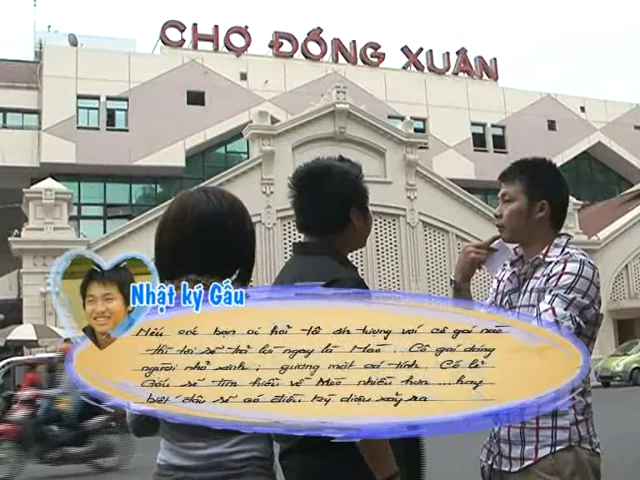 CHỢ ĐỒNG XUÂN
Nhật ký Gấu
Nếu các bạn ai hỏi tôi ấn tượng với cô gái nào
thì tôi sẽ trả lời ngay là Mèo... Cô gái đóng
người nhỏ xinh; gương mặt cá tính. Có lẽ
Gấu sẽ tìm hiểu về Mèo nhiều hơn ....hay
biết đâu sẽ có điều kỳ diệu xảy ra